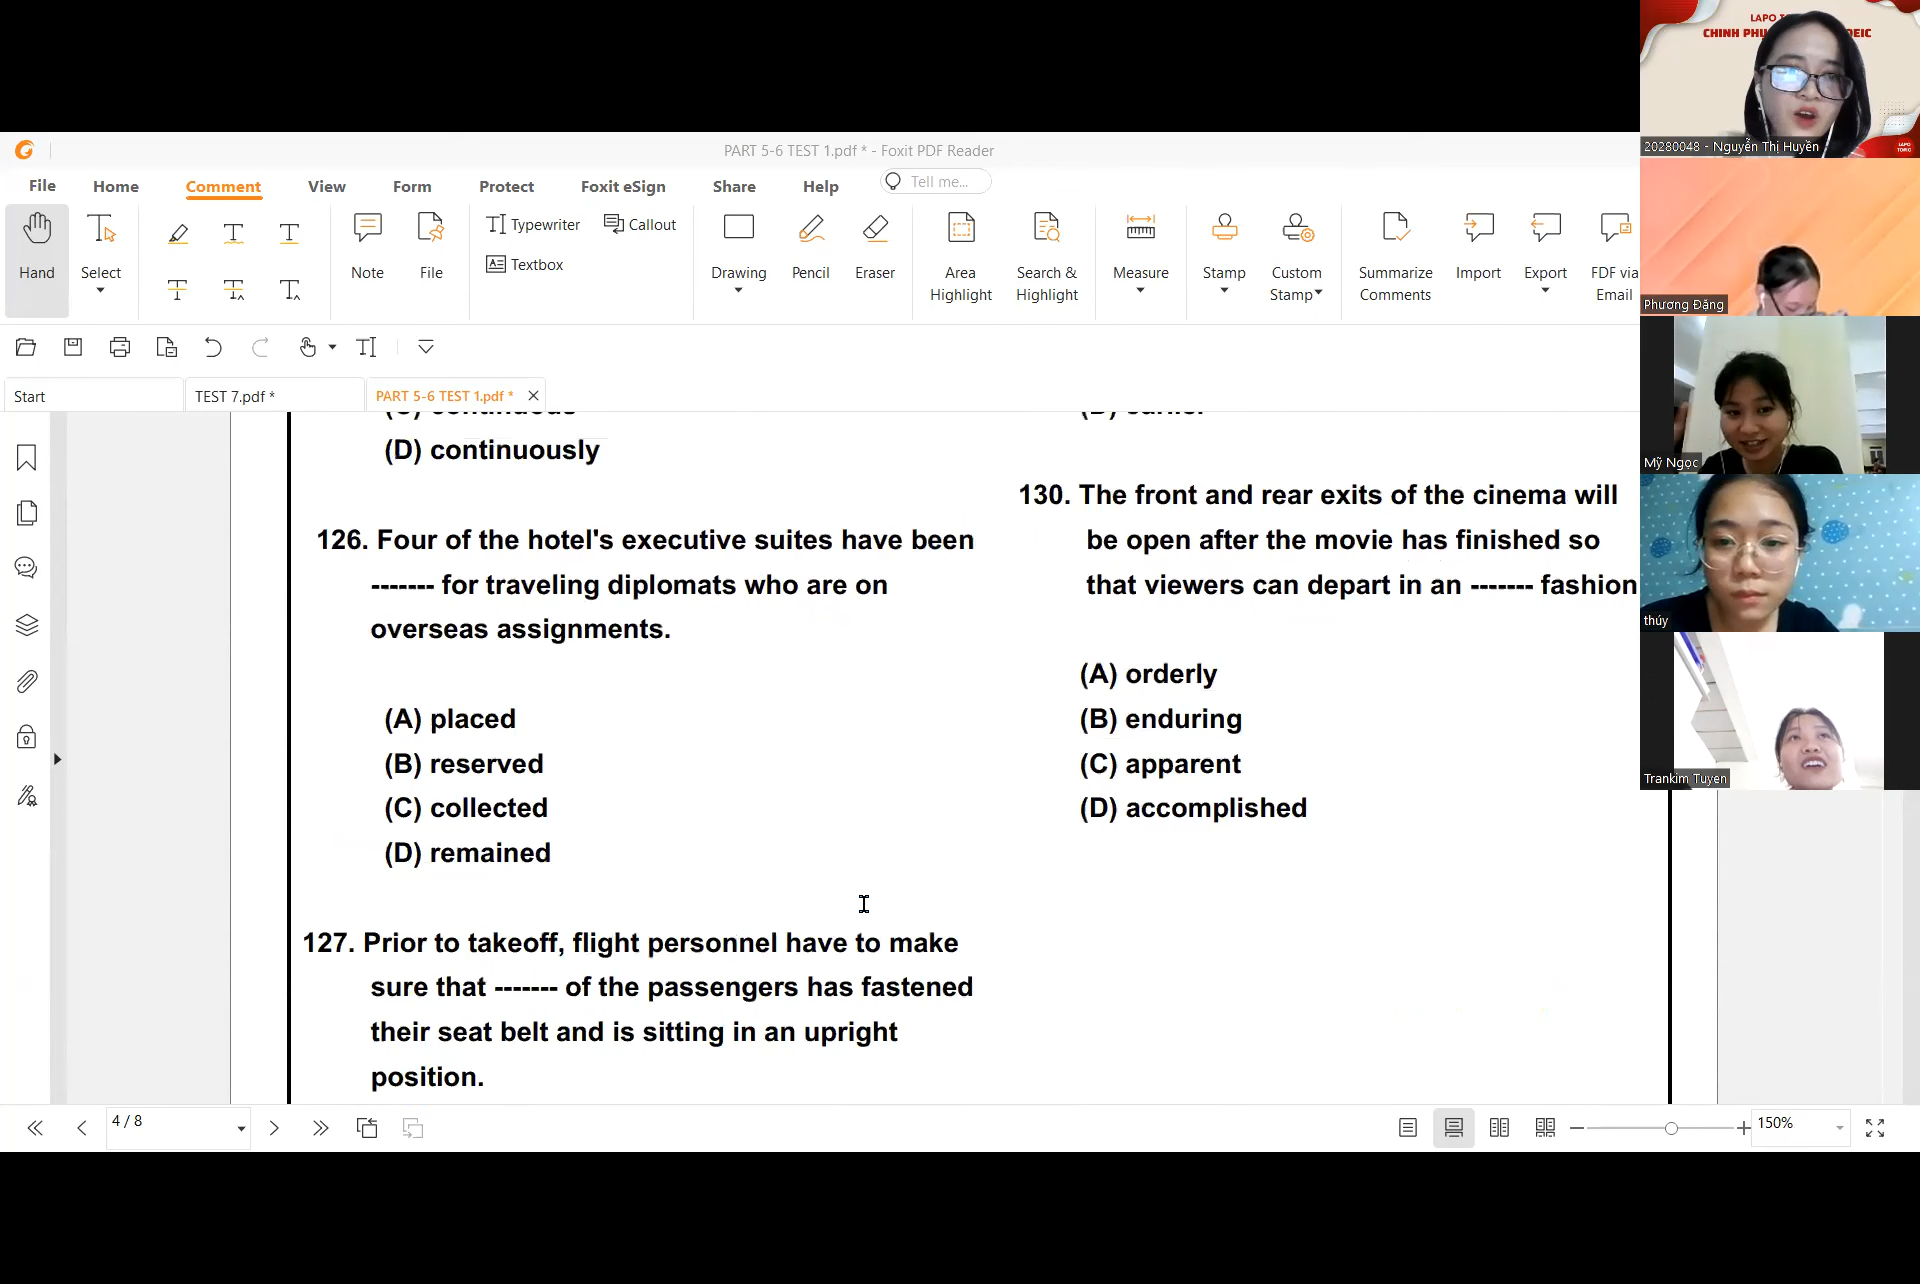 PART 5-6 TEST 1.pdf * - Foxit PDF Reader
File Home Comment View Form Protect Foxit eSign Share Help Tell me...
Hand
Select
Note
File
Typewriter
Callout
Textbox
Drawing
Pencil
Eraser
Area
Highlight
Search &
Highlight
Measure
Stamp
Custom
Stamp
Summarize
Comments
Import
Export
FDF via
Email
Start
TEST 7.pdf *
PART 5-6 TEST 1.pdf *
(D) continuously
126. Four of the hotel's executive suites have been
------- for traveling diplomats who are on
overseas assignments.
(A) placed
(B) reserved
(C) collected
(D) remained
127. Prior to takeoff, flight personnel have to make
sure that ------- of the passengers has fastened
their seat belt and is sitting in an upright
position.
130. The front and rear exits of the cinema will
be open after the movie has finished so
that viewers can depart in an ------- fashion
(A) orderly
(B) enduring
(C) apparent
(D) accomplished
4 / 8
150%
LAPO
CHINH
20280048 - Nguyễn Thị Huyền
Phương Đặng
Mỹ Ngọc
thúy
Trankim Tuyen